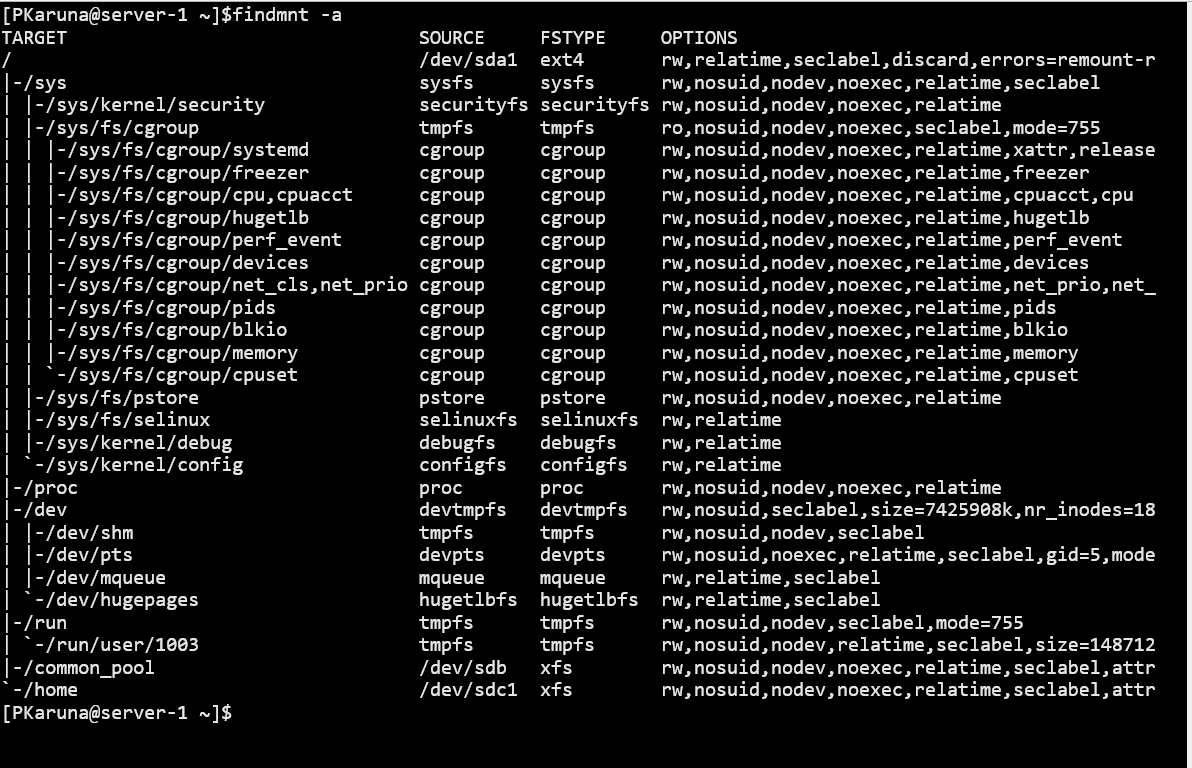 [PKaruna@server-1 ~]$findmnt -a
TARGET                                SOURCE     FSTYPE     OPTIONS
/                                     /dev/sda1  ext4       rw,relatime,seclabel,discard,errors=remount-r
|-/sys                                sysfs      sysfs      rw,nosuid,nodev,noexec,relatime,seclabel
| |-/sys/kernel/security              securityfs securityfs rw,nosuid,nodev,noexec,relatime
| |-/sys/fs/cgroup                    tmpfs      tmpfs      ro,nosuid,nodev,noexec,seclabel,mode=755
| | |-/sys/fs/cgroup/systemd          cgroup     cgroup     rw,nosuid,nodev,noexec,relatime,xattr,release
| | |-/sys/fs/cgroup/freezer          cgroup     cgroup     rw,nosuid,nodev,noexec,relatime,freezer
| | |-/sys/fs/cgroup/cpu,cpuacct      cgroup     cgroup     rw,nosuid,nodev,noexec,relatime,cpuacct,cpu
| | |-/sys/fs/cgroup/hugetlb          cgroup     cgroup     rw,nosuid,nodev,noexec,relatime,hugetlb
| | |-/sys/fs/cgroup/perf_event       cgroup     cgroup     rw,nosuid,nodev,noexec,relatime,perf_event
| | |-/sys/fs/cgroup/devices          cgroup     cgroup     rw,nosuid,nodev,noexec,relatime,devices
| | |-/sys/fs/cgroup/net_cls,net_prio cgroup     cgroup     rw,nosuid,nodev,noexec,relatime,net_prio,net_
| | |-/sys/fs/cgroup/pids             cgroup     cgroup     rw,nosuid,nodev,noexec,relatime,pids
| | |-/sys/fs/cgroup/blkio            cgroup     cgroup     rw,nosuid,nodev,noexec,relatime,blkio
| | |-/sys/fs/cgroup/memory           cgroup     cgroup     rw,nosuid,nodev,noexec,relatime,memory
| | `-/sys/fs/cgroup/cpuset           cgroup     cgroup     rw,nosuid,nodev,noexec,relatime,cpuset
| |-/sys/fs/pstore                    pstore     pstore     rw,nosuid,nodev,noexec,relatime
| |-/sys/fs/selinux                   selinuxfs  selinuxfs  rw,relatime
| |-/sys/kernel/debug                 debugfs    debugfs    rw,relatime
| `-/sys/kernel/config                configfs   configfs   rw,relatime
|-/proc                               proc       proc       rw,nosuid,nodev,noexec,relatime
|-/dev                                devtmpfs   devtmpfs   rw,nosuid,seclabel,size=7425908k,nr_inodes=18
| |-/dev/shm                          tmpfs      tmpfs      rw,nosuid,nodev,seclabel
| |-/dev/pts                          devpts     devpts     rw,nosuid,noexec,relatime,seclabel,gid=5,mode
| |-/dev/mqueue                       mqueue     mqueue     rw,relatime,seclabel
| `-/dev/hugepages                    hugetlbfs  hugetlbfs  rw,relatime,seclabel
|-/run                                tmpfs      tmpfs      rw,nosuid,nodev,seclabel,mode=755
| `-/run/user/1003                    tmpfs      tmpfs      rw,nosuid,nodev,relatime,seclabel,size=148712
|-/common_pool                        /dev/sdb   xfs        rw,nosuid,nodev,noexec,relatime,seclabel,attr
`-/home                               /dev/sdc1  xfs        rw,nosuid,nodev,noexec,relatime,seclabel,attr
[PKaruna@server-1 ~]$